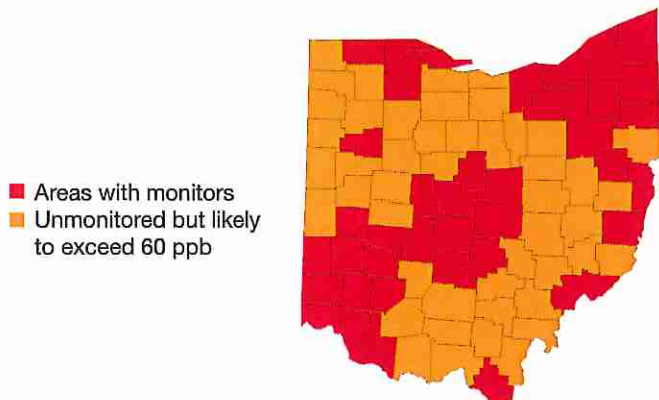 Areas with monitors
Unmonitored but likely
to exceed 60 ppb